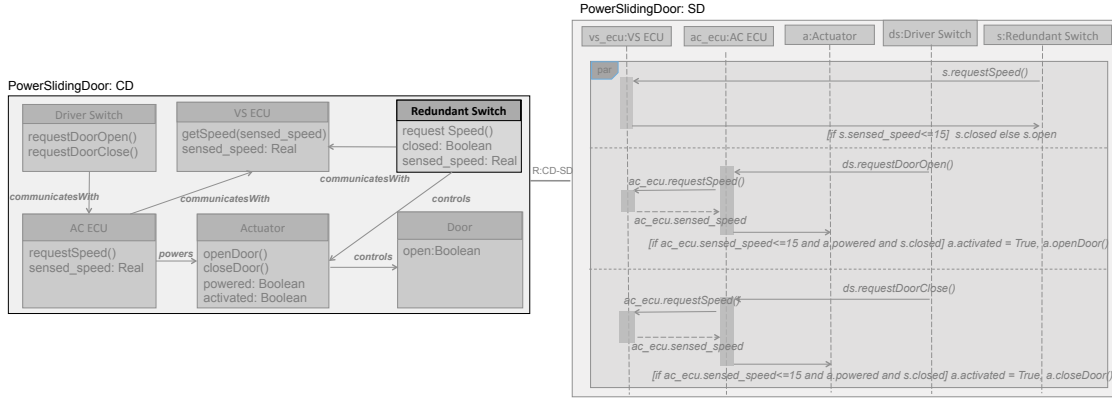 PowerSlidingDoor: CD
Driver Switch
requestDoorOpen()
requestDoorClose()
VS ECU
getSpeed(sensed_speed)
sensed_speed: Real
Redundant Switch
request Speed()
closed: Boolean
sensed_speed: Real
communicatesWith
communicatesWith
communicatesWith
controls
AC ECU
requestSpeed()
sensed_speed: Real
powers
Actuator
openDoor()
closeDoor()
powered: Boolean
activated: Boolean
controls
Door
open:Boolean
R:CD-SD
PowerSlidingDoor: SD
vs_ecu:VS ECU
ac_ecu:AC ECU
a:Actuator
ds:Driver Switch
s:Redundant Switch
par
s.requestSpeed()
[if s.sensed_speed<=15] s.closed else s.open
ds.requestDoorOpen()
ac_ecu.requestSpeed()
ac_ecu.sensed_speed
[if ac_ecu.sensed_speed<=15 and a.powered and s.closed] a.activated = True, a.openDoor()
ds.requestDoorClose()
ac_ecu.requestSpeed()
ac_ecu.sensed_speed
[if ac_ecu.sensed_speed<=15 and a.powered and s.closed] a.activated = True, a.closeDoor()